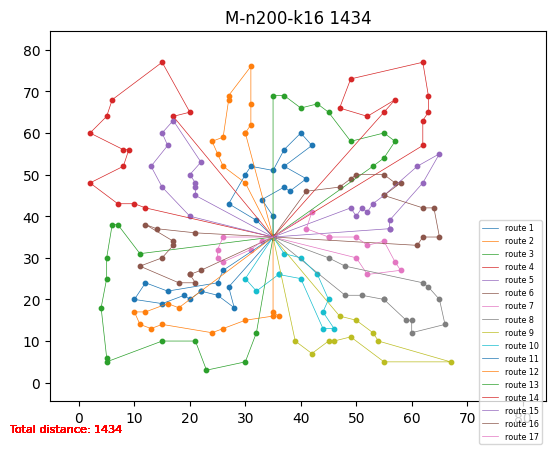 M-n200-k16 1434
80
70
60
50
40
30
20
10
0
0
10
20
30
40
50
60
70
80
route 1
route 2
route 3
route 4
route 5
route 6
route 7
route 8
route 9
route 10
route 11
route 12
route 13
route 14
route 15
route 16
route 17
Total distance: 1434